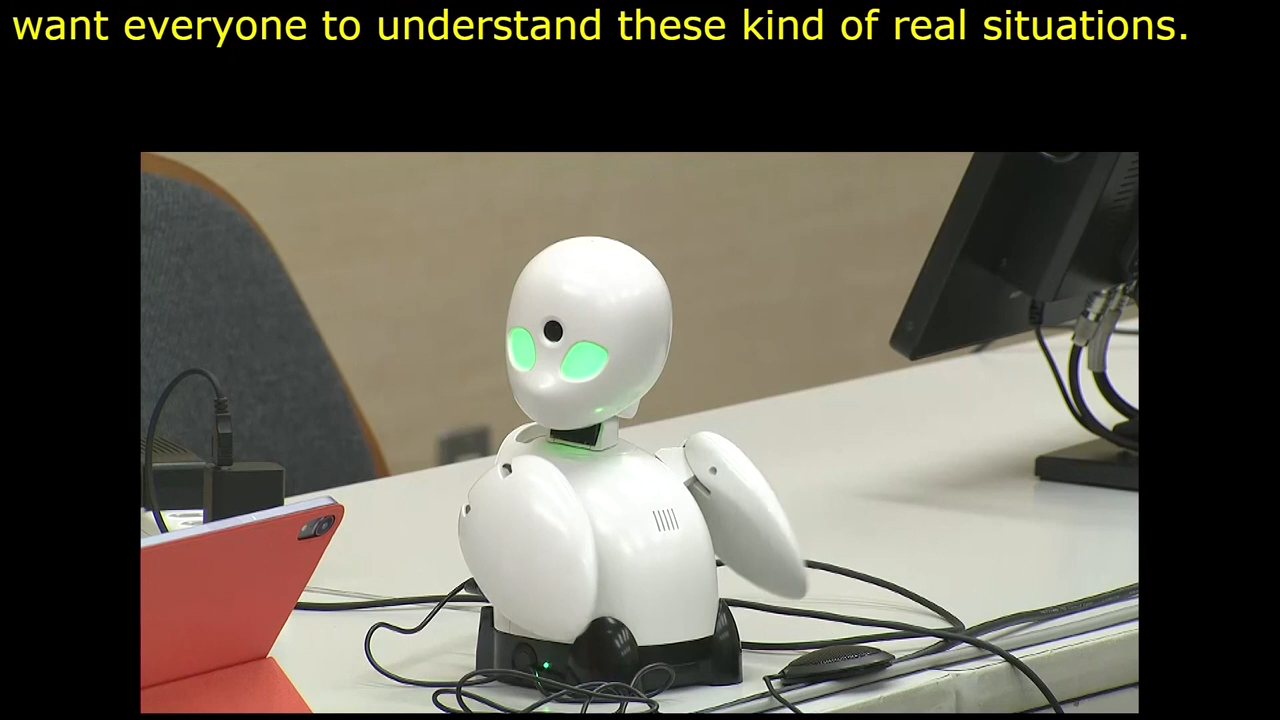 want everyone to understand these kind of real situations.